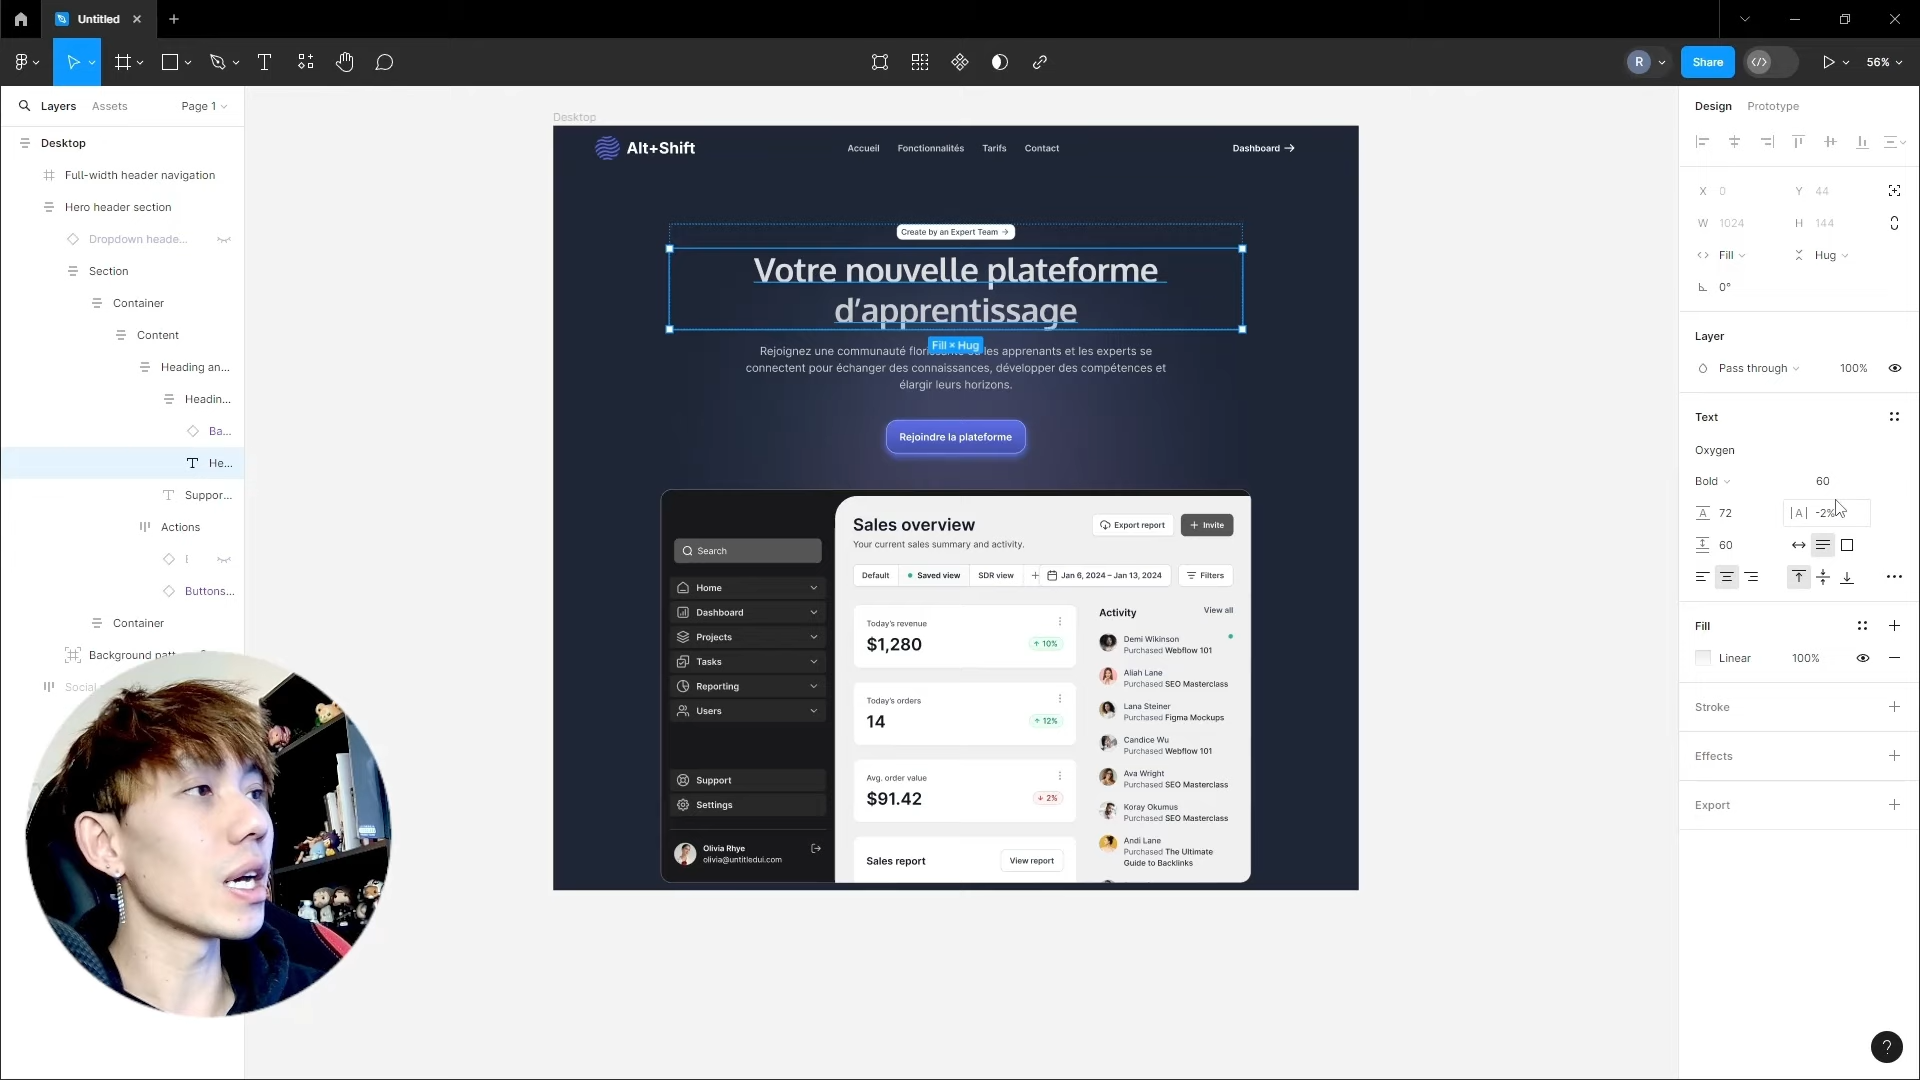 Untitled
R
Share
56%
Layers
Assets
Page 1
Desktop
Full-width header navigation
Hero header section
Dropdown heade...
Section
Container
Content
Heading an...
Headin...
Ba...
He...
Suppor...
Actions
Buttons...
Container
Background patt
Social
Desktop
Alt+Shift
Accueil
Fonctionnalités
Tarifs
Contact
Dashboard →
Create by an Expert Team →
Votre nouvelle plateforme
d’apprentissage
Fill × Hug
Rejoignez une communauté les apprenants et les experts se
connectent pour échanger des connaissances, développer des compétences et
élargir leurs horizons.
Rejoindre la plateforme
Search
Home
Dashboard
Projects
Tasks
Reporting
Users
Support
Settings
Olivia Rhye
olivia@untitledui.com
Sales overview
Your current sales summary and activity.
Export report
+ Invite
Default
Saved view
SDR view
+
Jan 6, 2024 – Jan 13, 2024
Filters
Today's revenue
$1,280
↑ 10%
Today's orders
14
↑ 12%
Avg. order value
$91.42
↓ 2%
Sales report
View report
Activity
View all
Demi Wikinson
Purchased Webflow 101
Aliah Lane
Purchased SEO Masterclass
Lana Steiner
Purchased Figma Mockups
Candice Wu
Purchased Webflow 101
Ava Wright
Purchased SEO Masterclass
Koray Okumus
Purchased SEO Masterclass
Andi Lane
Purchased The Ultimate
Guide to Backlinks
Design
Prototype
X 0
Y 44
W 1024
H 144
Fill
Hug
0°
Layer
Pass through
100%
Text
Oxygen
Bold
60
A 72
|A| -2%
60
Fill
Linear
100%
Stroke
Effects
Export
?